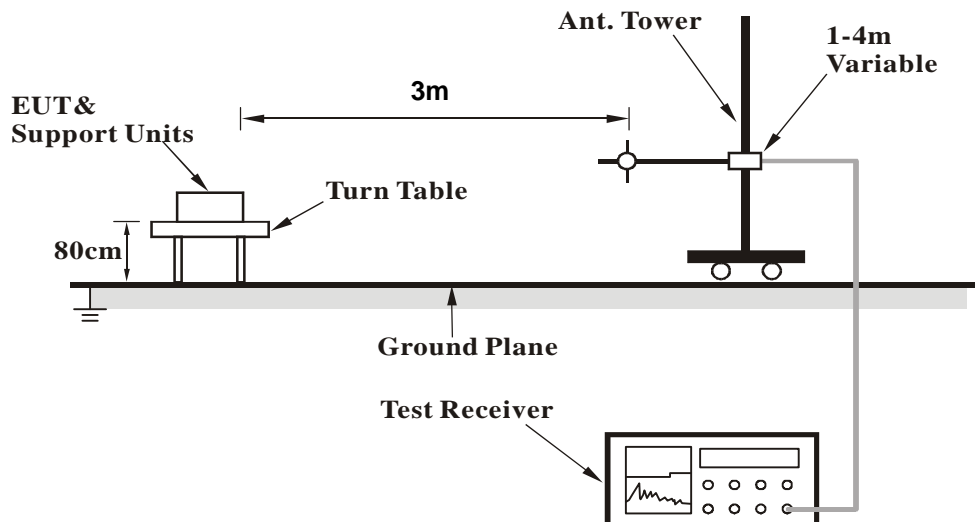 Ant. Tower
1-4m
Variable
3m
EUT&
Support Units
Turn Table
80cm
Ground Plane
Test Receiver